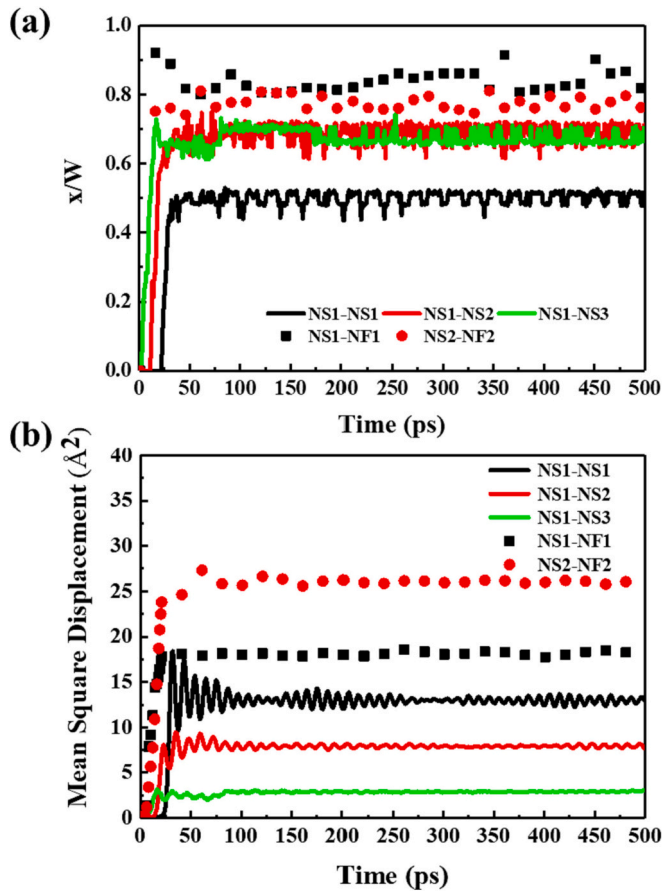 (a)
1.0
0.8
0.6
0.4
0.2
0.0
x/W
NS1-NS1 NS1-NS2 NS1-NS3
NS1-NF1 NS2-NF2
0 50 100 150 200 250 300 350 400 450 500
Time (ps)
(b)
40
35
30
25
20
15
10
5
0
Mean Square Displacement (Å²)
NS1-NS1
NS1-NS2
NS1-NS3
NS1-NF1
NS2-NF2
0 50 100 150 200 250 300 350 400 450 500
Time (ps)